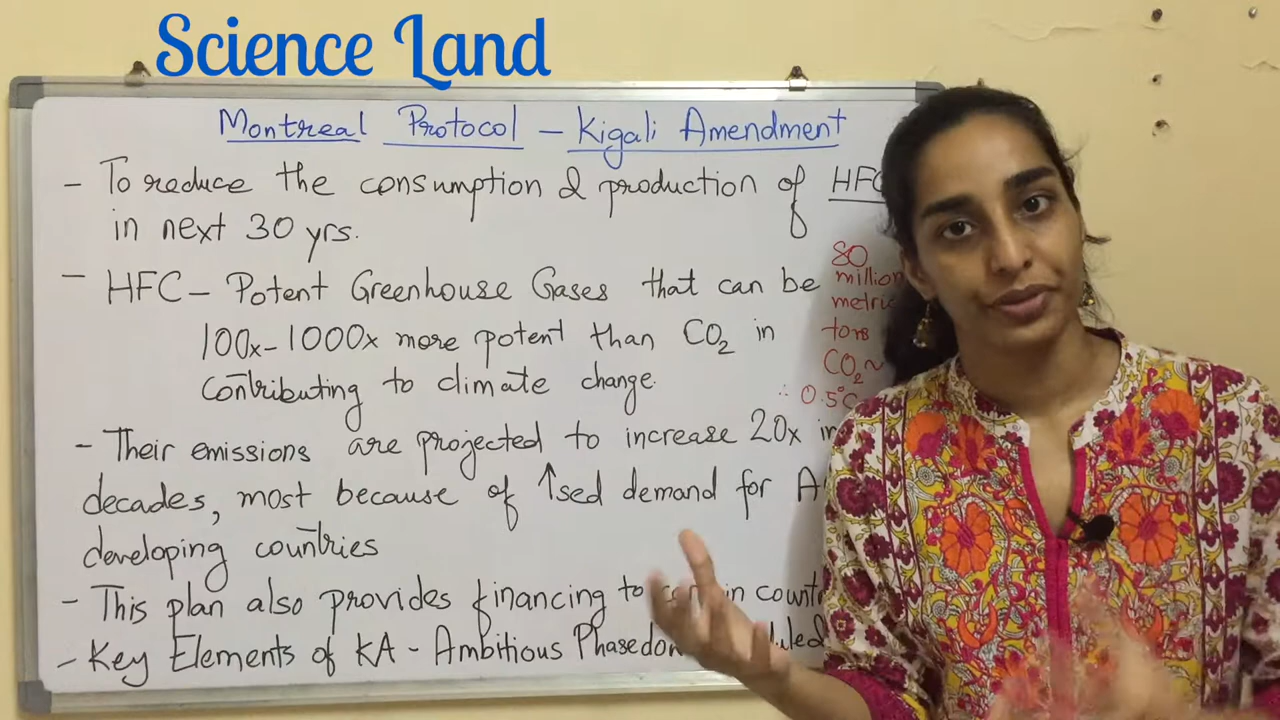 Science Land
Montreal Protocol – Kigali Amendment
- To reduce the consumption & production of HFC
in next 30 yrs.
- HFC – Potent Greenhouse Gases that can be
100x–1000x more potent than CO₂ in
contributing to climate change.
80
million
metric
tons
CO₂ ~
∴ 0.5°C
- Their emissions are projected to increase 20x in
decades, most because of ↑sed demand for A
developing countries
- This plan also provides financing to
- Key Elements of KA - Ambitious